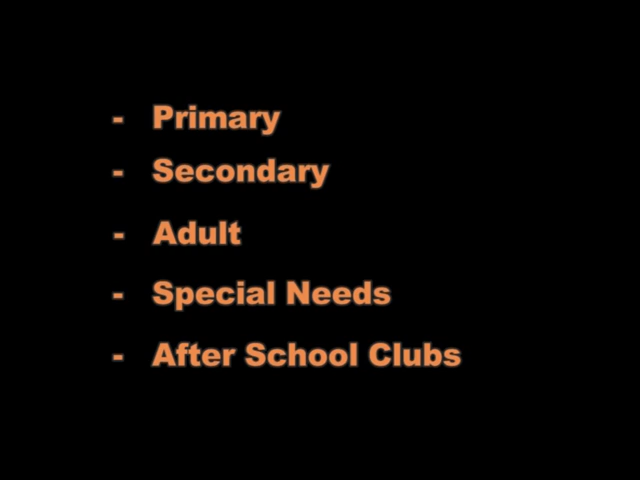 - Primary
- Secondary
- Adult
- Special Needs
- After School Clubs